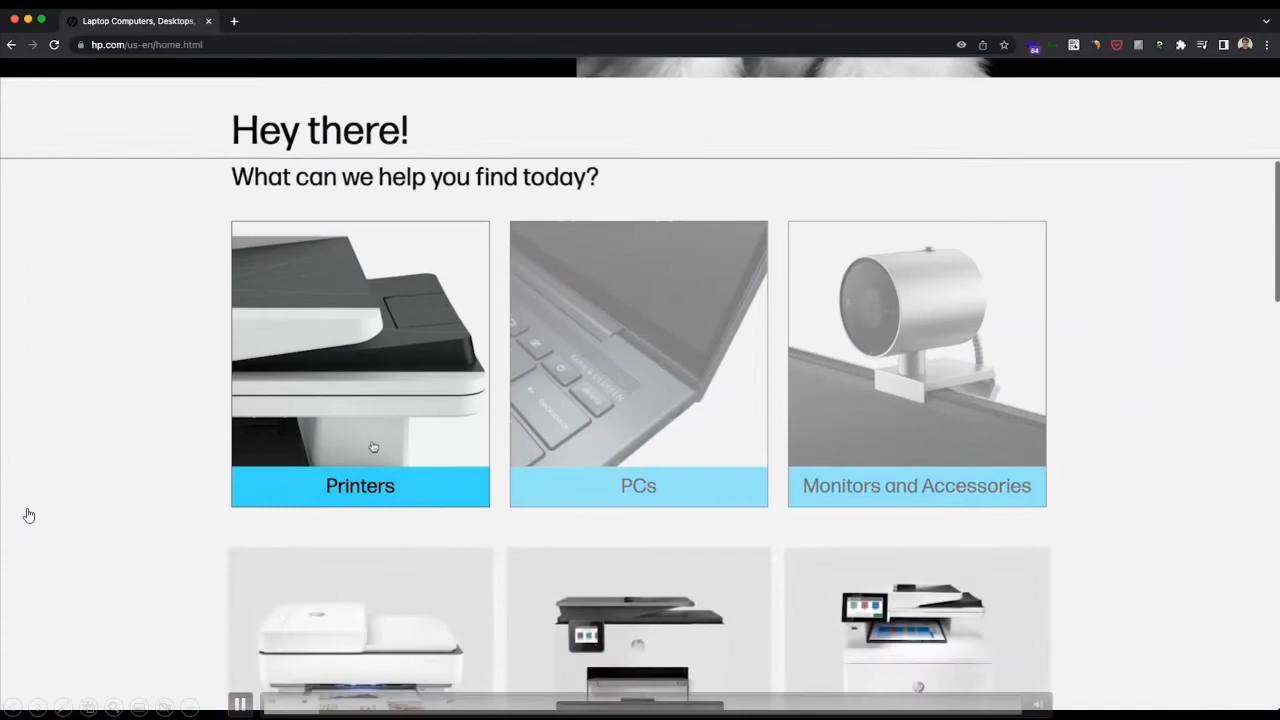 Laptop Computers, Desktops,
hp.com/us-en/home.html
84
Hey there!
What can we help you find today?
Printers
PCs
Monitors and Accessories